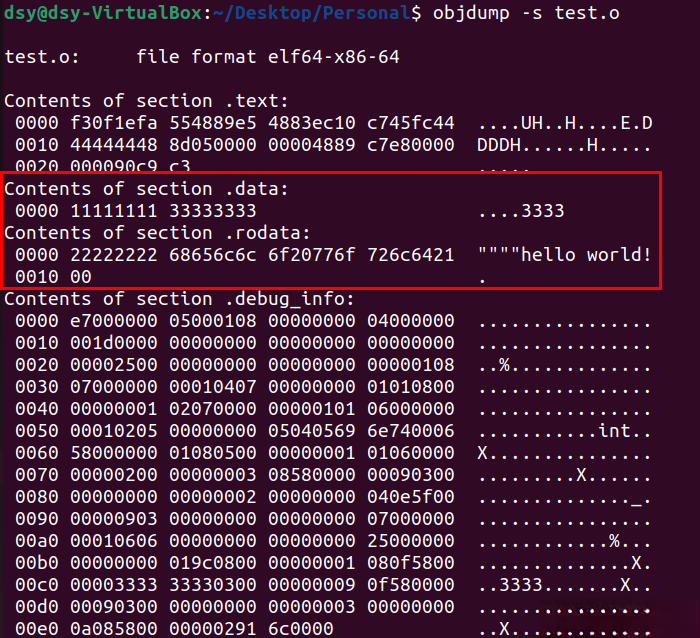 dsy@dsy-VirtualBox:~/Desktop/Personal$ objdump -s test.o
test.o:     file format elf64-x86-64
Contents of section .text:
 0000 f30f1efa 554889e5 4883ec10 c745fc44  ....UH..H....E.D
 0010 44444448 8d050000 00004889 c7e80000  DDDH......H.....
 0020 000090c9 c3                          .....
Contents of section .data:
 0000 11111111 33333333                    ....3333
Contents of section .rodata:
 0000 22222222 68656c6c 6f20776f 726c6421  """"hello world!
 0010 00                                   .
Contents of section .debug_info:
 0000 e7000000 05000108 00000000 04000000  ................
 0010 001d0000 00000000 00000000 00000000  ................
 0020 00002500 00000000 00000000 00000108  ..%.............
 0030 07000000 00010407 00000000 01010800  ................
 0040 00000001 02070000 00000101 06000000  ................
 0050 00010205 00000000 05040569 6e740006  ...........int..
 0060 58000000 01080500 00000001 01060000  X...............
 0070 00000200 00000003 08580000 00090300  .........X......
 0080 00000000 00000002 00000000 040e5f00  .............._.
 0090 00000903 00000000 00000000 07000000  ................
 00a0 00010606 00000000 00000000 25000000  ............%...
 00b0 00000000 019c0800 00000001 080f5800  ..............X.
 00c0 00003333 33330300 00000009 0f580000  ..3333.......X..
 00d0 00090300 00000000 00000003 00000000  ................
 00e0 0a085800 00000291 6c0000             ..X........